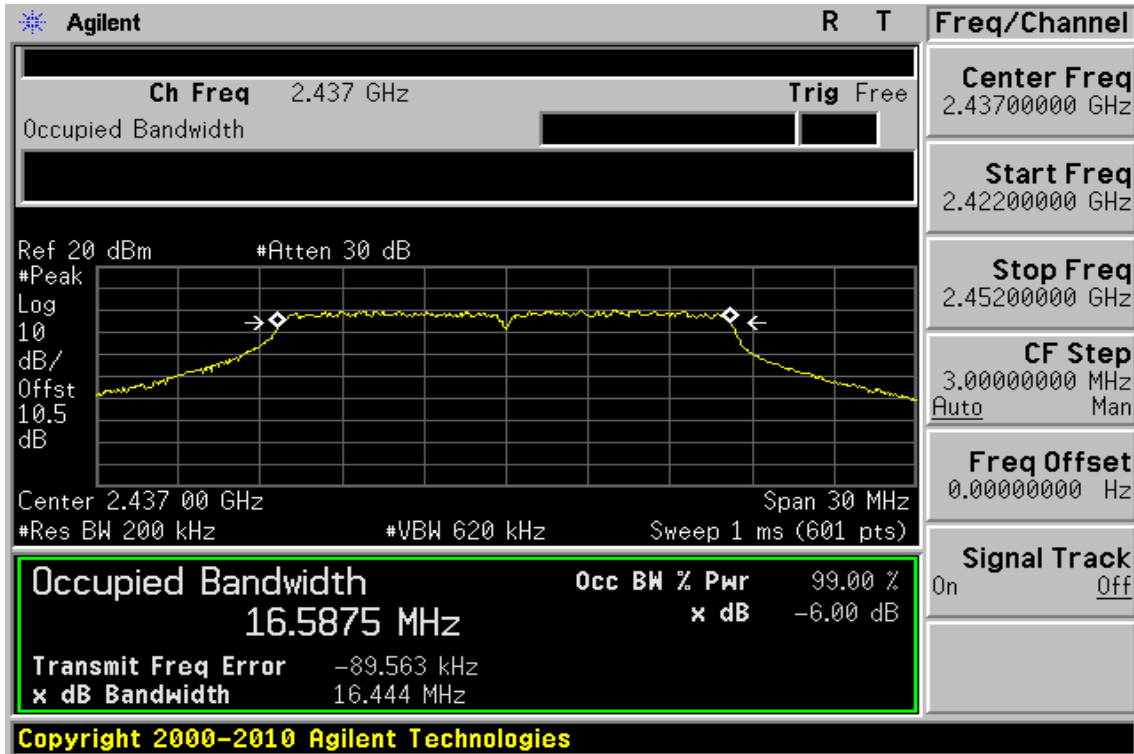 Agilent R T
Freq/Channel
Ch Freq 2.437 GHz Trig Free
Occupied Bandwidth
Center Freq
2.43700000 GHz
Start Freq
2.42200000 GHz
Stop Freq
2.45200000 GHz
CF Step
3.00000000 MHz
Auto Man
Freq Offset
0.00000000 Hz
Signal Track
On Off
Ref 20 dBm #Atten 30 dB
#Peak
Log
10
dB/
Offst
10.5
dB
Center 2.437 00 GHz Span 30 MHz
#Res BW 200 kHz #VBW 620 kHz Sweep 1 ms (601 pts)
Occupied Bandwidth Occ BW % Pwr 99.00 %
16.5875 MHz x dB -6.00 dB
Transmit Freq Error -89.563 kHz
x dB Bandwidth 16.444 MHz
Copyright 2000-2010 Agilent Technologies